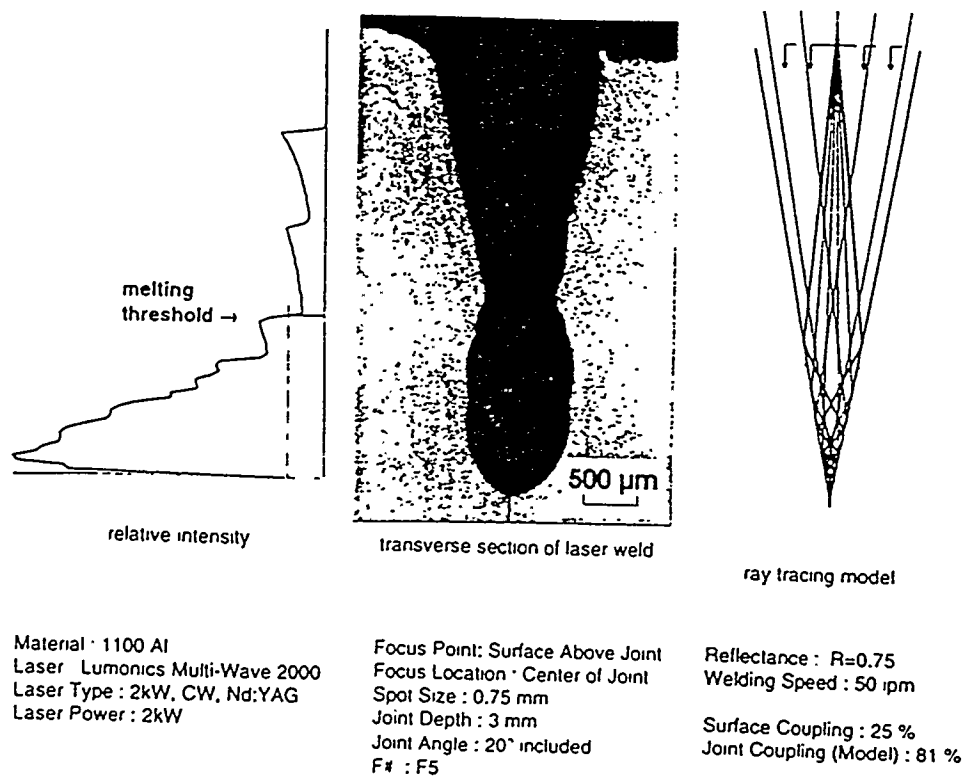 melting
threshold →
500 µm
relative intensity
transverse section of laser weld
ray tracing model
Material : 1100 Al
Laser Lumonics Multi-Wave 2000
Laser Type : 2kW, CW, Nd:YAG
Laser Power : 2kW
Focus Point: Surface Above Joint
Focus Location : Center of Joint
Spot Size : 0.75 mm
Joint Depth : 3 mm
Joint Angle : 20° included
F# : F5
Reflectance : R=0.75
Welding Speed : 50 ipm
Surface Coupling : 25 %
Joint Coupling (Model) : 81 %